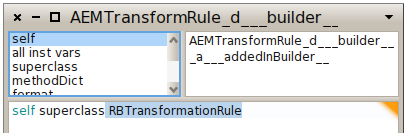 AEMTransformRule_d___builder__
self
all inst vars
superclass
methodDict
format
AEMTransformRule_d___builder__
_a___addedInBuilder__
self superclass RBTransformationRule